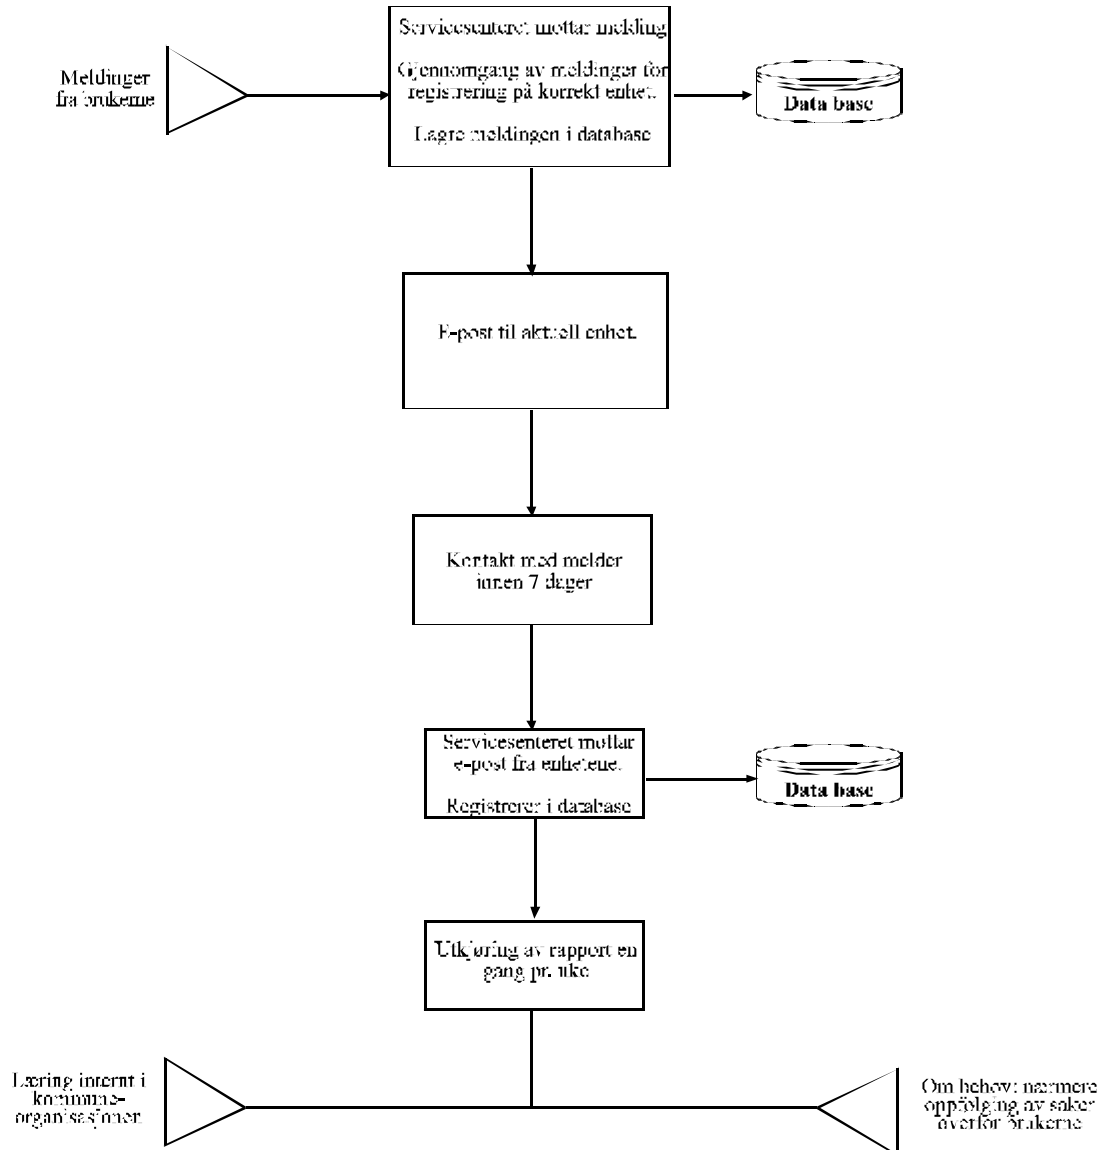 Meldinger
fra brukerne
Servicesenteret mottar melding
Gjennomgang av meldinger for
registrering på korrekt enhet.
Lagre meldingen i database
Data base
E-post til aktuell enhet.
Kontakt med melder
innen 7 dager
Servicesenteret mottar
e-post fra enhetene.
Registrerer i database
Data base
Utkjøring av rapport en
gang pr. uke
Læring internt i
kommune-
organisasjonen
Om behov: nærmere
oppfølging av saker
overfor brukerne